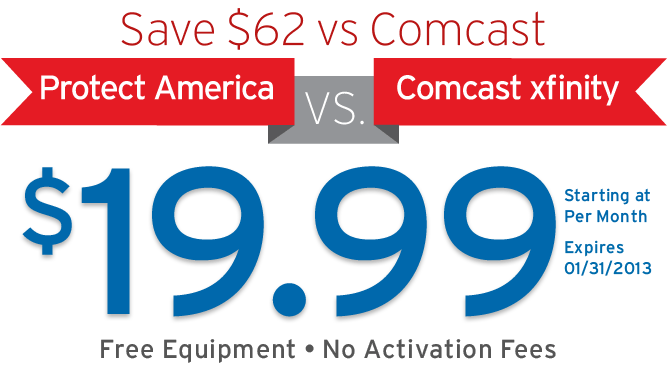 Save $62 vs Comcast
Protect America
VS.
Comcast xfinity
$19.99
Starting at
Per Month
Expires
01/31/2013
Free Equipment • No Activation Fees